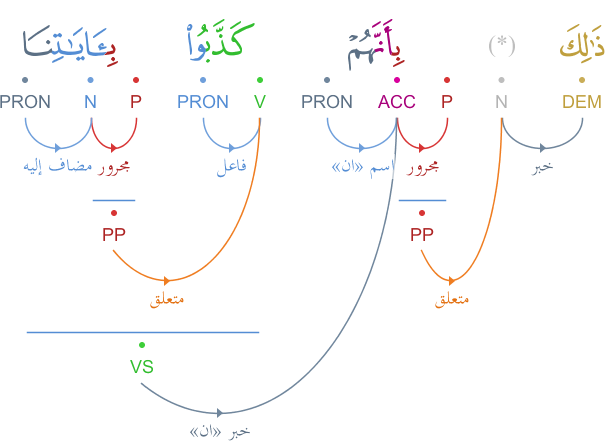 ذَٰلِكَ (*) بِأَنَّهُمْ كَذَّبُوا۟ بِـَٔايَـٰتِنَا
DEM N P ACC PRON V PRON P N PRON
خبر مجرور اسم «ان» فاعل مجرور مضاف إليه
PP PP
متعلق متعلق
VS
خبر «ان»